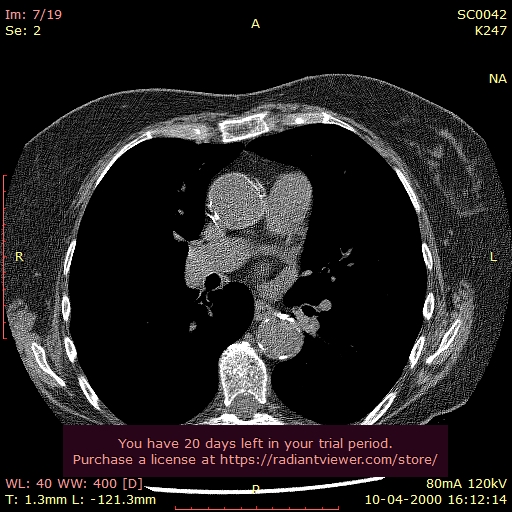 Im: 7/19
Se: 2
A
SC0042
K247
NA
R
L
You have 20 days left in your trial period.
Purchase a license at https://radiantviewer.com/store/
P
WL: 40 WW: 400 [D]
T: 1.3mm L: -121.3mm
80mA 120kV
10-04-2000 16:12:14